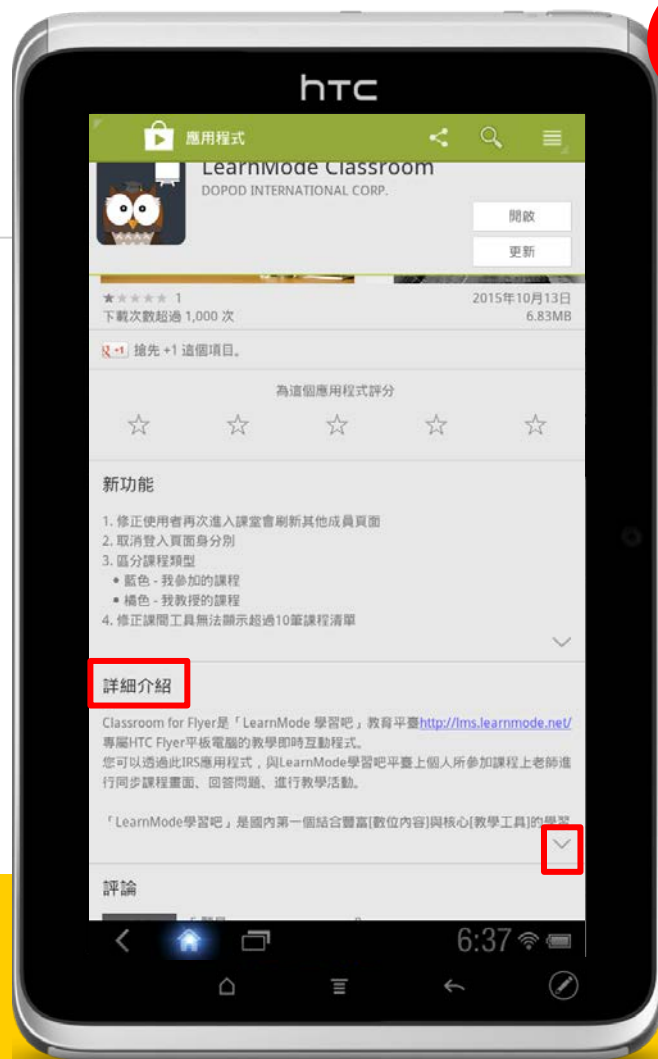 htc
應用程式
LearnMode Classroom
DOPOD INTERNATIONAL CORP.
開啟
更新
1
2015年10月13日
下載次數超過 1,000 次
6.83MB
+1 搶先 +1 這個項目。
為這個應用程式評分
新功能
1. 修正使用者再次進入課堂會刷新其他成員頁面
2. 取消登入頁面身分別
3. 區分課程類型
• 藍色 - 我參加的課程
• 橘色 - 我教授的課程
4. 修正課間工具無法顯示超過10筆課程清單
詳細介紹
Classroom for Flyer是「LearnMode 學習吧」教育平臺http://lms.learnmode.net/
專屬HTC Flyer平板電腦的教學即時互動程式。
您可以透過此IRS應用程式，與LearnMode學習吧平臺上個人所參加課程上老師進
行同步課程畫面、回答問題、進行教學活動。
「LearnMode學習吧」是國內第一個結合豐富[數位內容]與核心[教學工具]的學習
評論
6:37